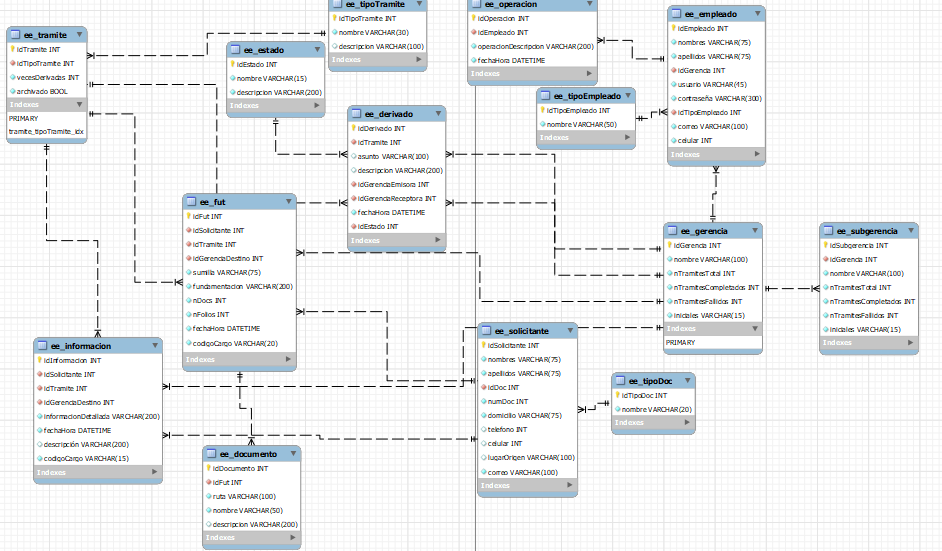 ee_tipoTramite
idTipoTramite INT
nombre VARCHAR(30)
descripcion VARCHAR(100)
ee_operacion
idOperacion INT
idEmpleado INT
operacionDescripcion VARCHAR(200)
fechaHora DATETIME
Indexes
ee_empleado
idEmpleado INT
nombres VARCHAR(75)
apellidos VARCHAR(75)
idGerencia INT
usuario VARCHAR(45)
contraseña VARCHAR(300)
idTipoEmpleado INT
correo VARCHAR(100)
celular INT
Indexes
ee_tramite
idTramite INT
idTipoTramite INT
vecesDerivadas INT
archivado BOOL
Indexes
PRIMARY
tramite_tipoTramite_idx
ee_estado
idEstado INT
nombre VARCHAR(15)
descripcion VARCHAR(200)
Indexes
ee_tipoEmpleado
idTipoEmpleado INT
nombre VARCHAR(50)
Indexes
ee_derivado
idDerivado INT
idTramite INT
asunto VARCHAR(100)
descripcion VARCHAR(200)
idGerenciaEmisora INT
idGerenciaReceptora INT
fechaHora DATETIME
idEstado INT
Indexes
ee_fut
idFut INT
idSolicitante INT
idTramite INT
idGerenciaDestino INT
sumilla VARCHAR(75)
fundamentacion VARCHAR(200)
nDocs INT
nFolios INT
fechaHora DATETIME
codigoCargo VARCHAR(20)
Indexes
ee_gerencia
idGerencia INT
nombre VARCHAR(100)
nTramitesTotal INT
nTramitesCompletados INT
nTramitesFallidos INT
iniciales VARCHAR(15)
Indexes
PRIMARY
ee_subgerencia
idSubgerencia INT
idGerencia INT
nombre VARCHAR(100)
nTramitesTotal INT
nTramitesCompletados INT
nTramitesFallidos INT
iniciales VARCHAR(15)
Indexes
ee_informacion
idInformacion INT
idSolicitante INT
idTramite INT
idGerenciaDestino INT
informacionDetallada VARCHAR(200)
fechaHora DATETIME
descripción VARCHAR(200)
codigoCargo VARCHAR(15)
Indexes
ee_solicitante
idSolicitante INT
nombres VARCHAR(75)
apellidos VARCHAR(75)
idDoc INT
numDoc INT
domicilio VARCHAR(75)
telefono INT
celular INT
lugarOrigen VARCHAR(100)
correo VARCHAR(100)
Indexes
ee_tipoDoc
idTipoDoc INT
nombre VARCHAR(20)
Indexes
ee_documento
idDocumento INT
idFut INT
ruta VARCHAR(100)
nombre VARCHAR(50)
descripcion VARCHAR(200)